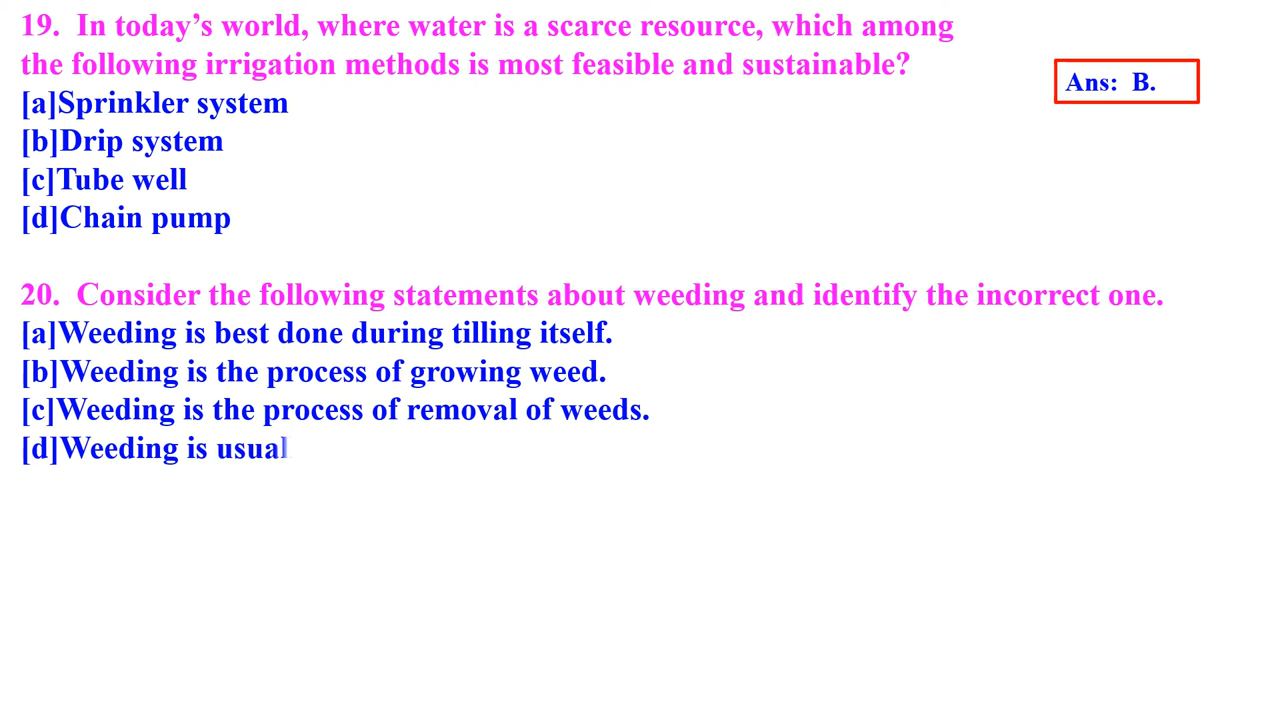 19. In today’s world, where water is a scarce resource, which among
the following irrigation methods is most feasible and sustainable?
Ans: B.
[a]Sprinkler system
[b]Drip system
[c]Tube well
[d]Chain pump
20. Consider the following statements about weeding and identify the incorrect one.
[a]Weeding is best done during tilling itself.
[b]Weeding is the process of growing weed.
[c]Weeding is the process of removal of weeds.
[d]Weeding is usual